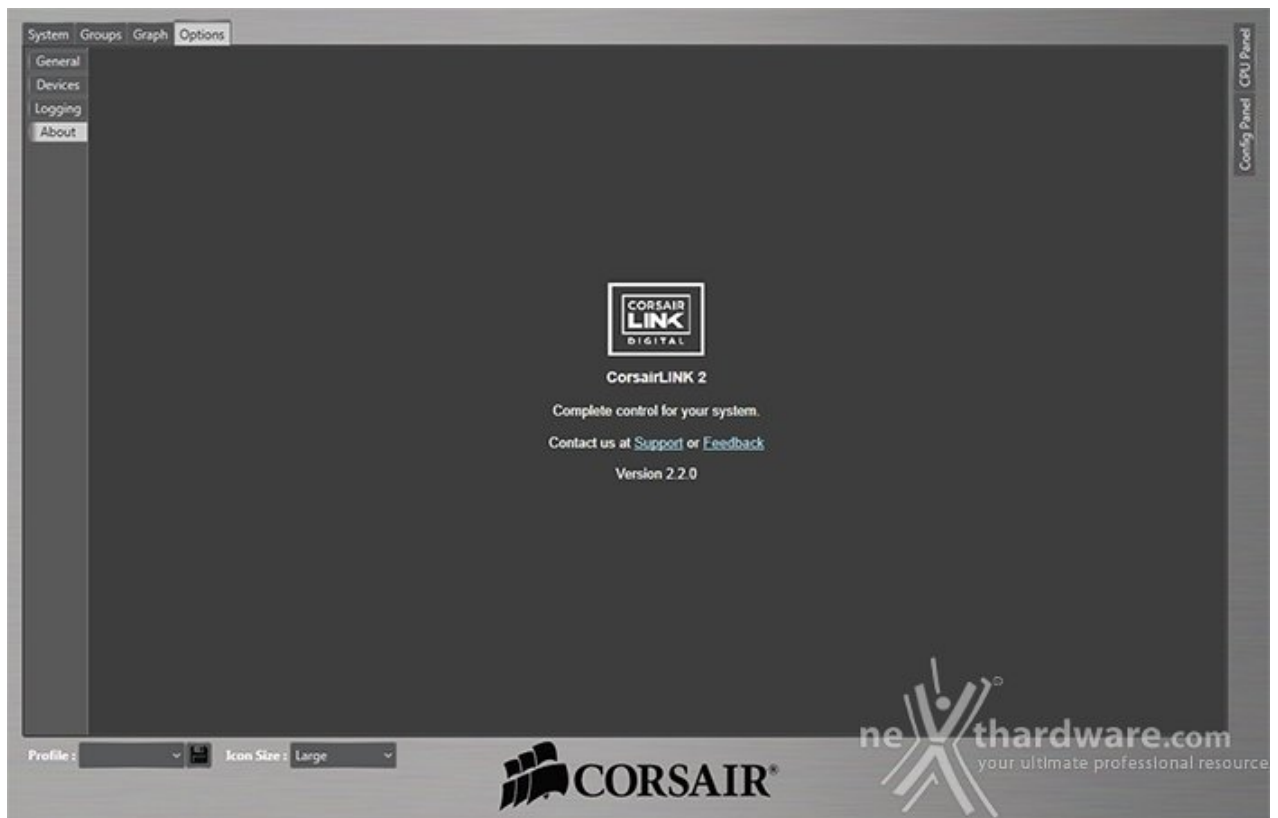 System Groups Graph Options
General
Devices
Logging
About
CPU Panel
Config Panel
CORSAIR
LINK
DIGITAL
CorsairLINK 2
Complete control for your system.
Contact us at Support or Feedback
Version 2.2.0
Profile : Icon Size : Large
CORSAIR®
nexthardware.com
your ultimate professional resource